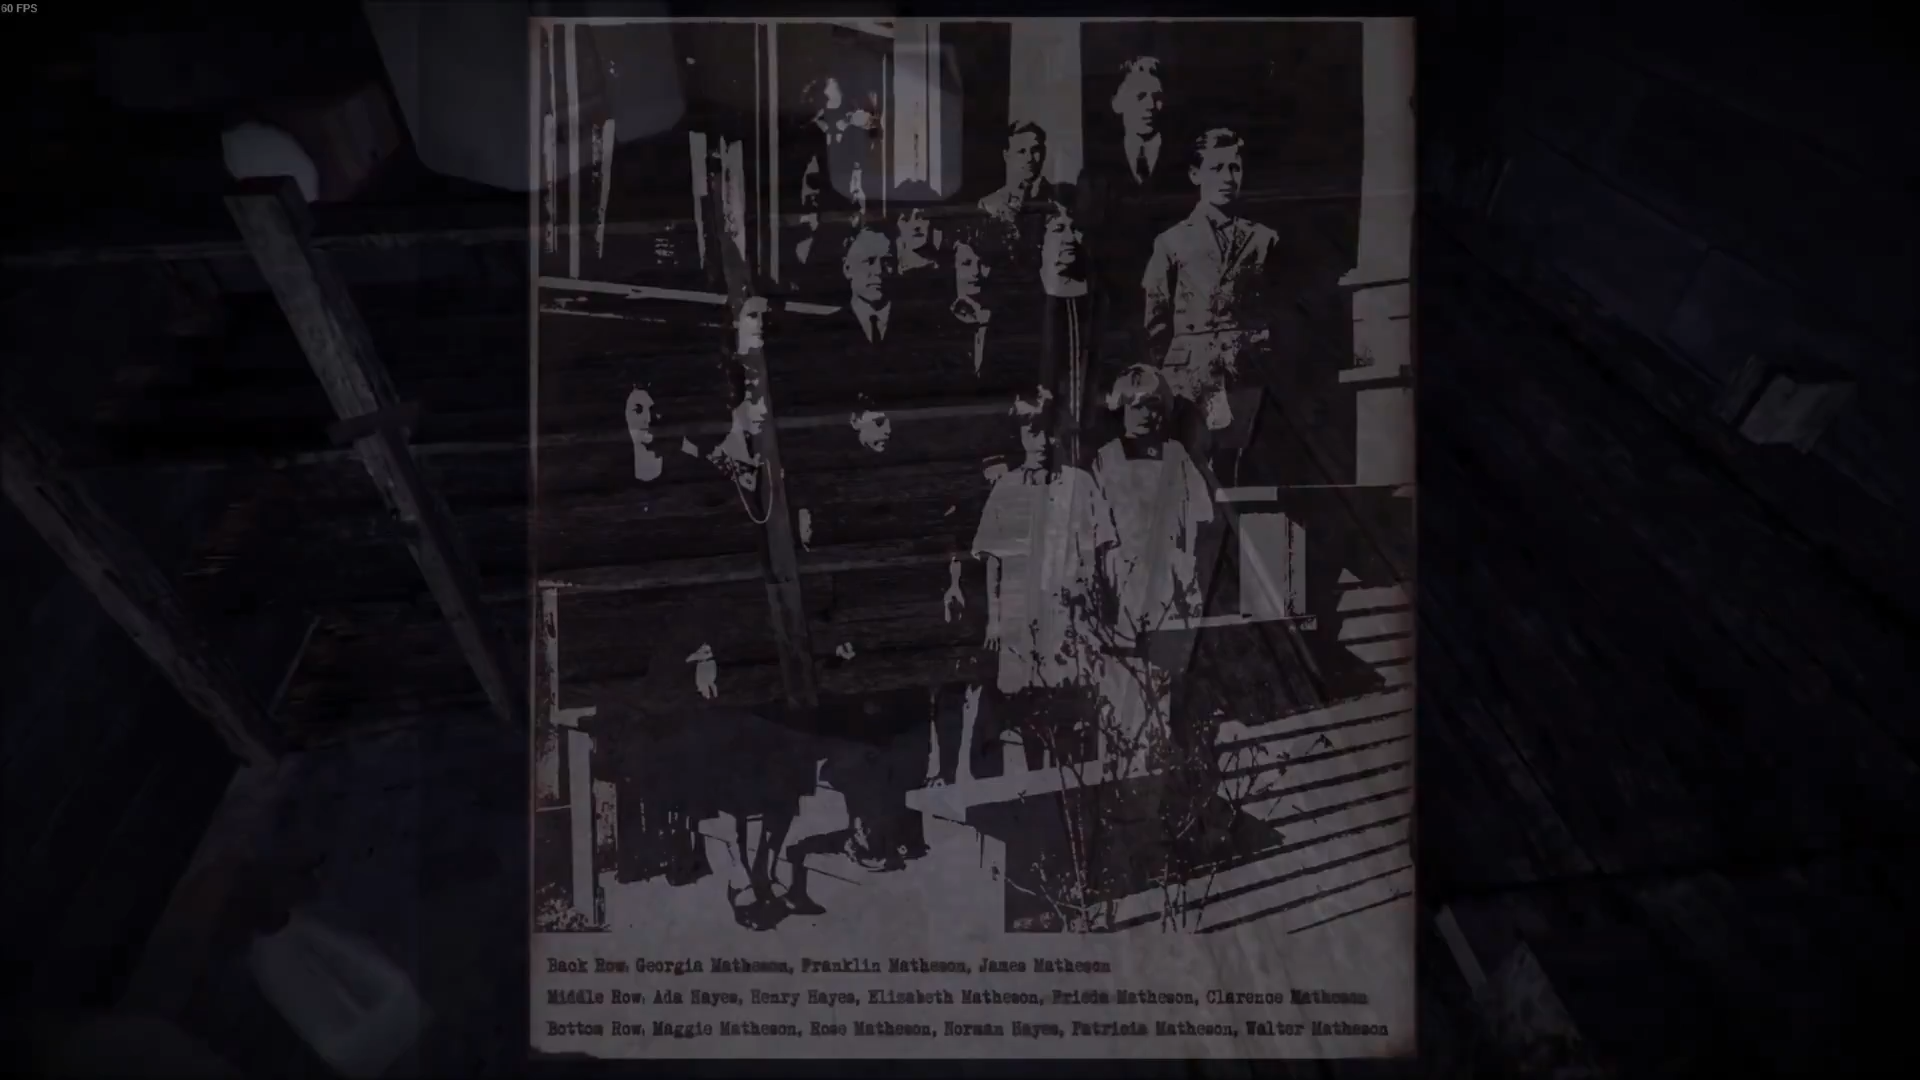 60 FPS
Back Row: Georgia Matheson, Franklin Matheson, James Matheson
Middle Row: Ada Hayes, Henry Hayes, Elizabeth Matheson, Frieda Matheson, Clarence Matheson
Bottom Row: Maggie Matheson, Rose Matheson, Norman Hayes, Patricia Matheson, Walter Matheson